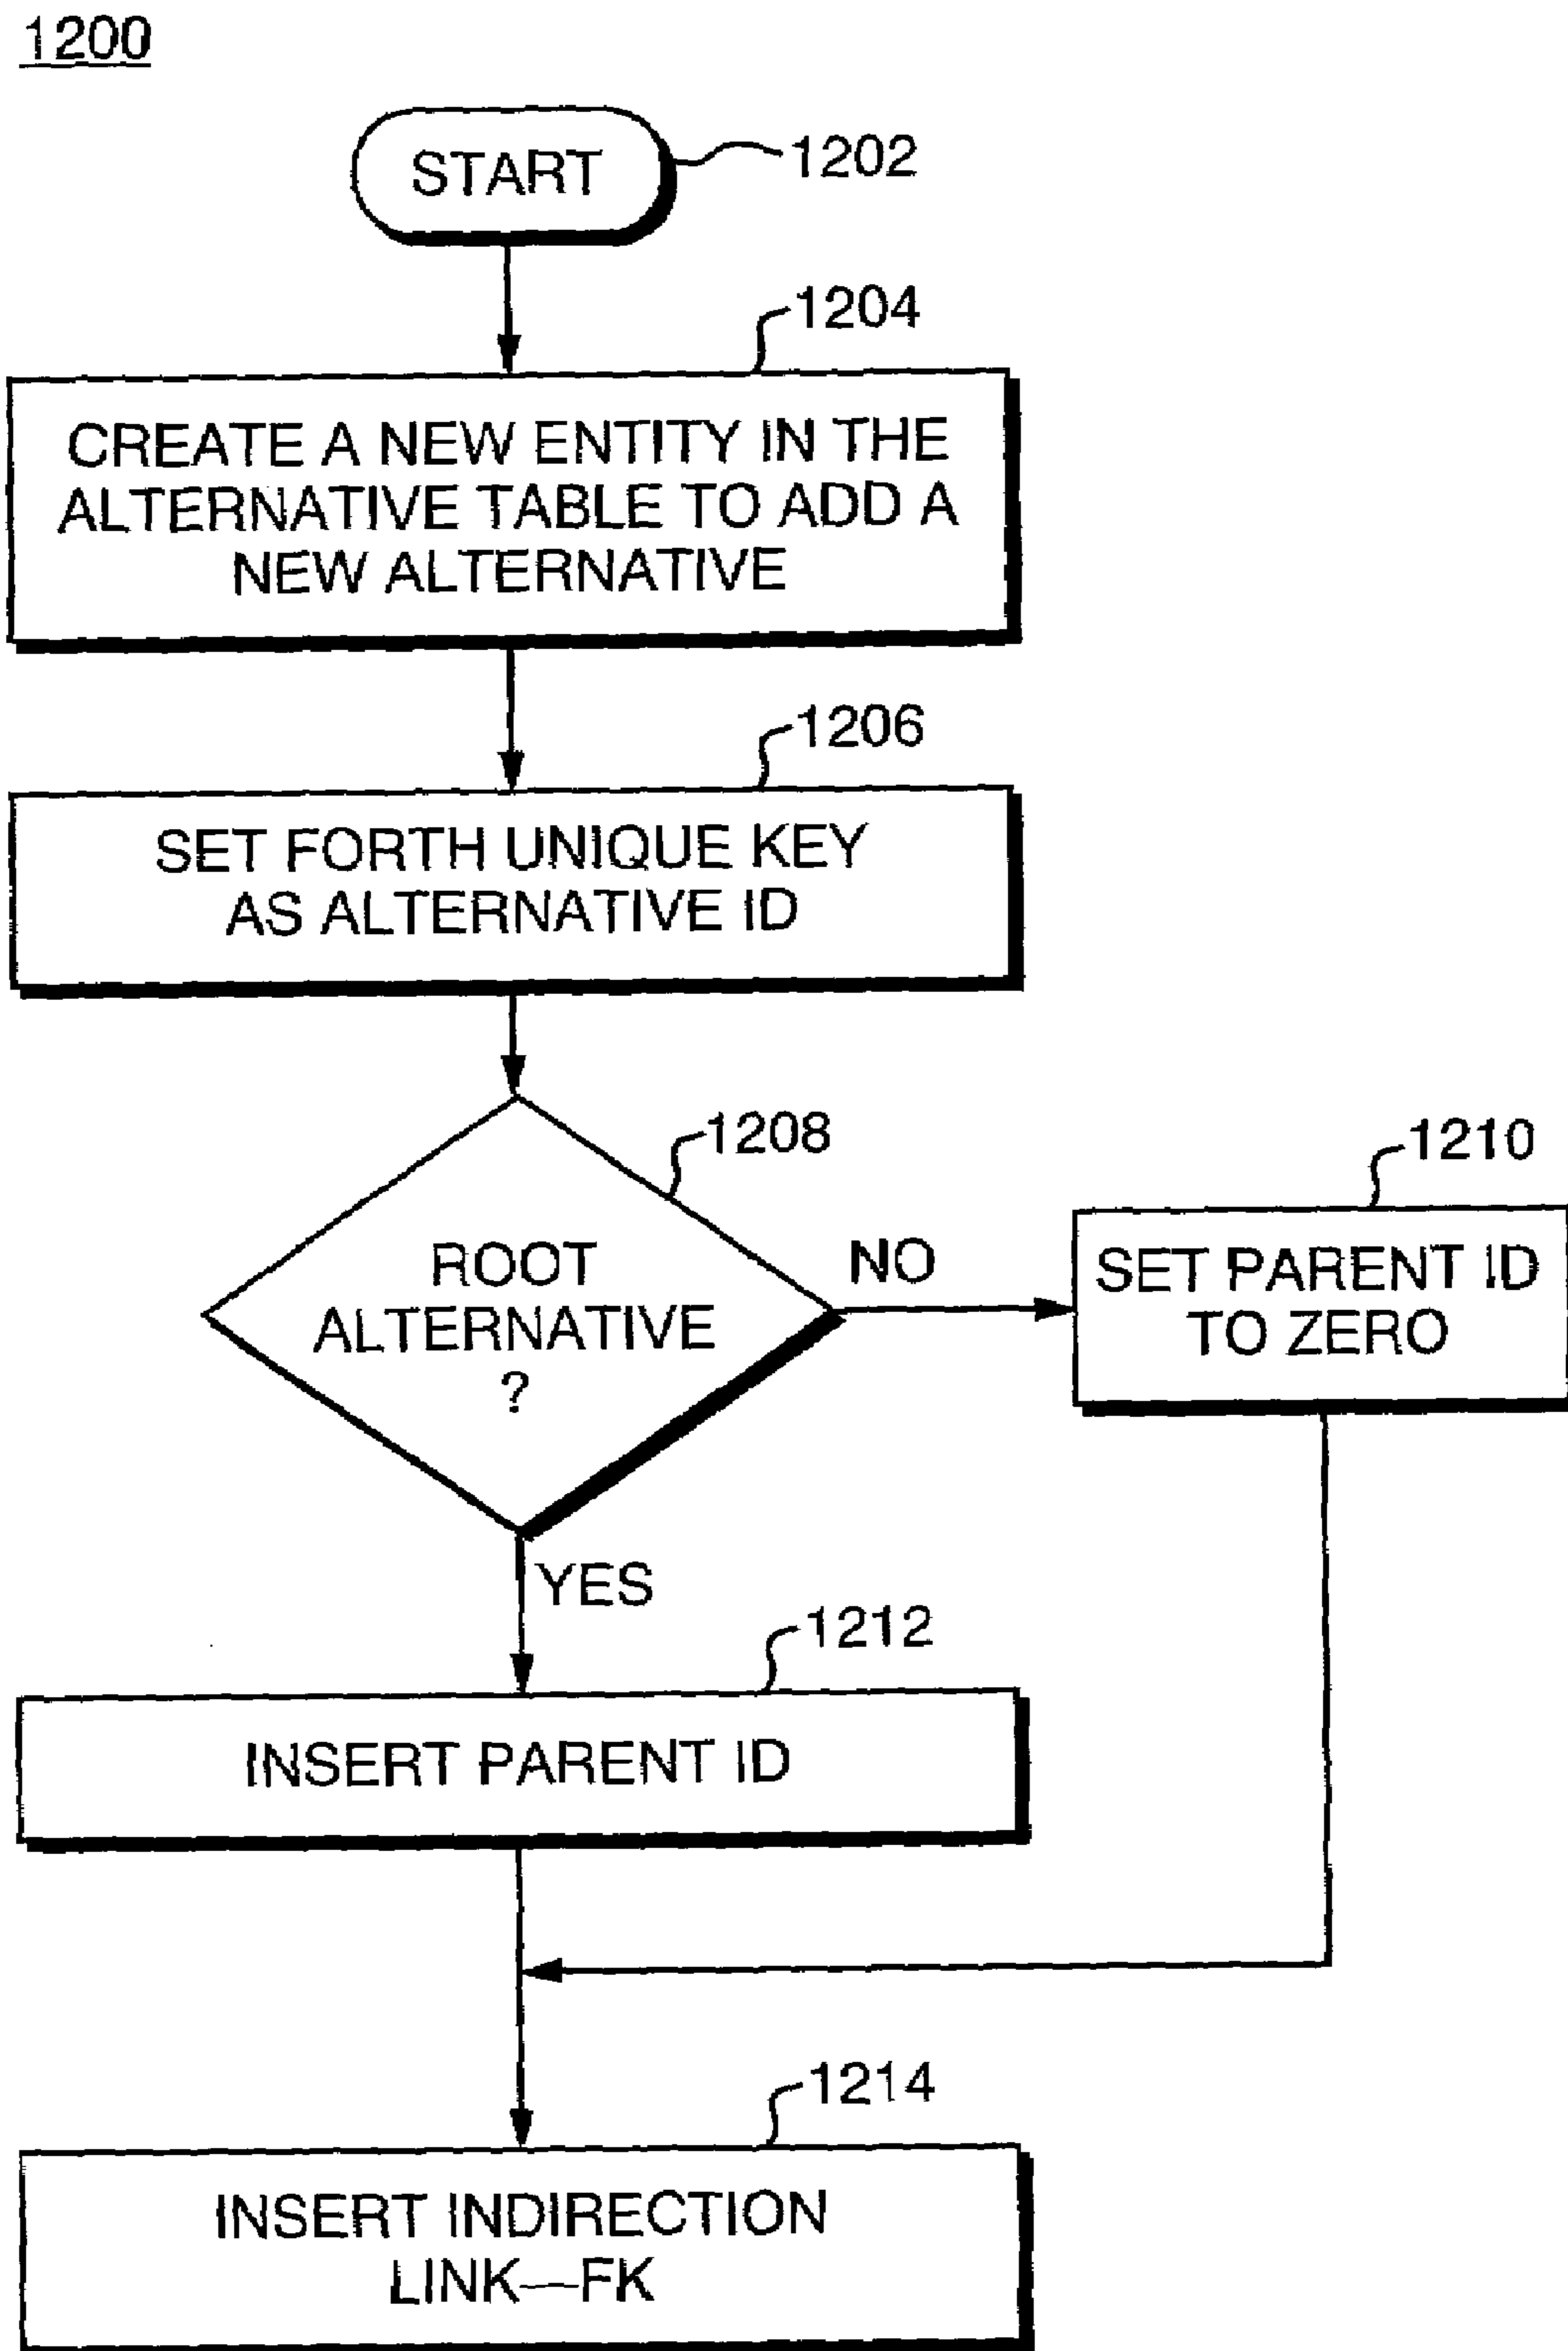 1200
START
1202
1204
CREATE A NEW ENTITY IN THE
ALTERNATIVE TABLE TO ADD A
NEW ALTERNATIVE
1206
SET FORTH UNIQUE KEY
AS ALTERNATIVE ID
1208
ROOT
ALTERNATIVE
?
NO
1210
SET PARENT ID
TO ZERO
YES
1212
INSERT PARENT ID
1214
INSERT INDIRECTION
LINK—FK